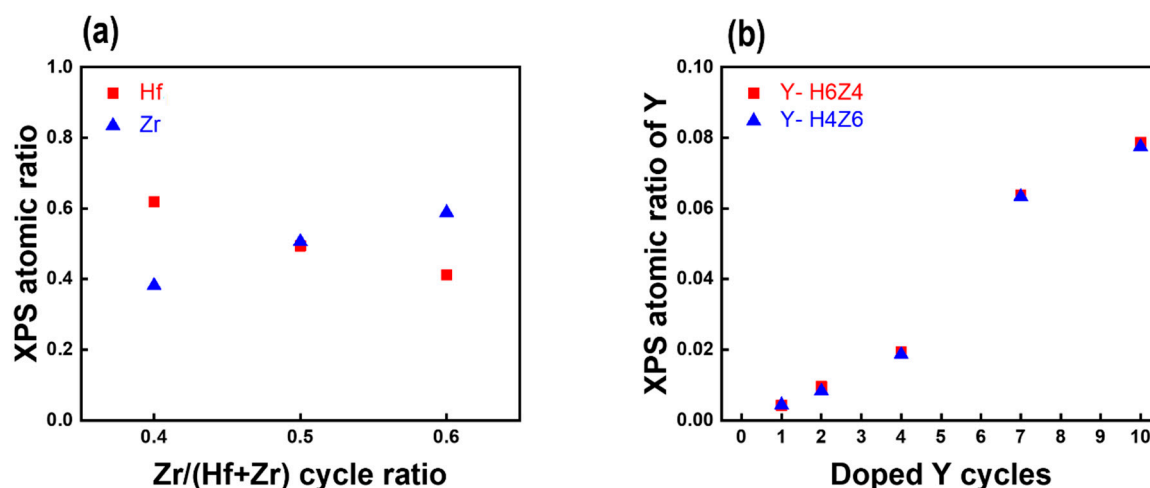 (a)
XPS atomic ratio
1.0
0.8
0.6
0.4
0.2
0.0
Hf
Zr
0.4 0.5 0.6
Zr/(Hf+Zr) cycle ratio
(b)
XPS atomic ratio of Y
0.10
0.08
0.06
0.04
0.02
0.00
Y- H6Z4
Y- H4Z6
0 1 2 3 4 5 6 7 8 9 10
Doped Y cycles